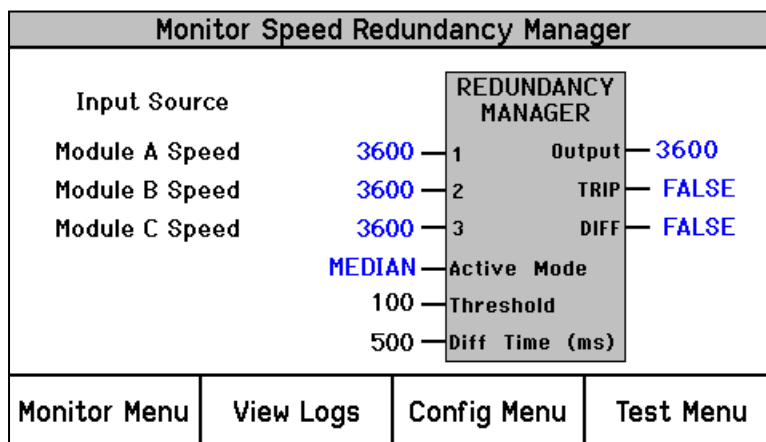 Monitor Speed Redundancy Manager
Input Source
REDUNDANCY
MANAGER
Module A Speed 3600 1 Output 3600
Module B Speed 3600 2 TRIP FALSE
Module C Speed 3600 3 DIFF FALSE
MEDIAN Active Mode
100 Threshold
500 Diff Time (ms)
Monitor Menu View Logs Config Menu Test Menu